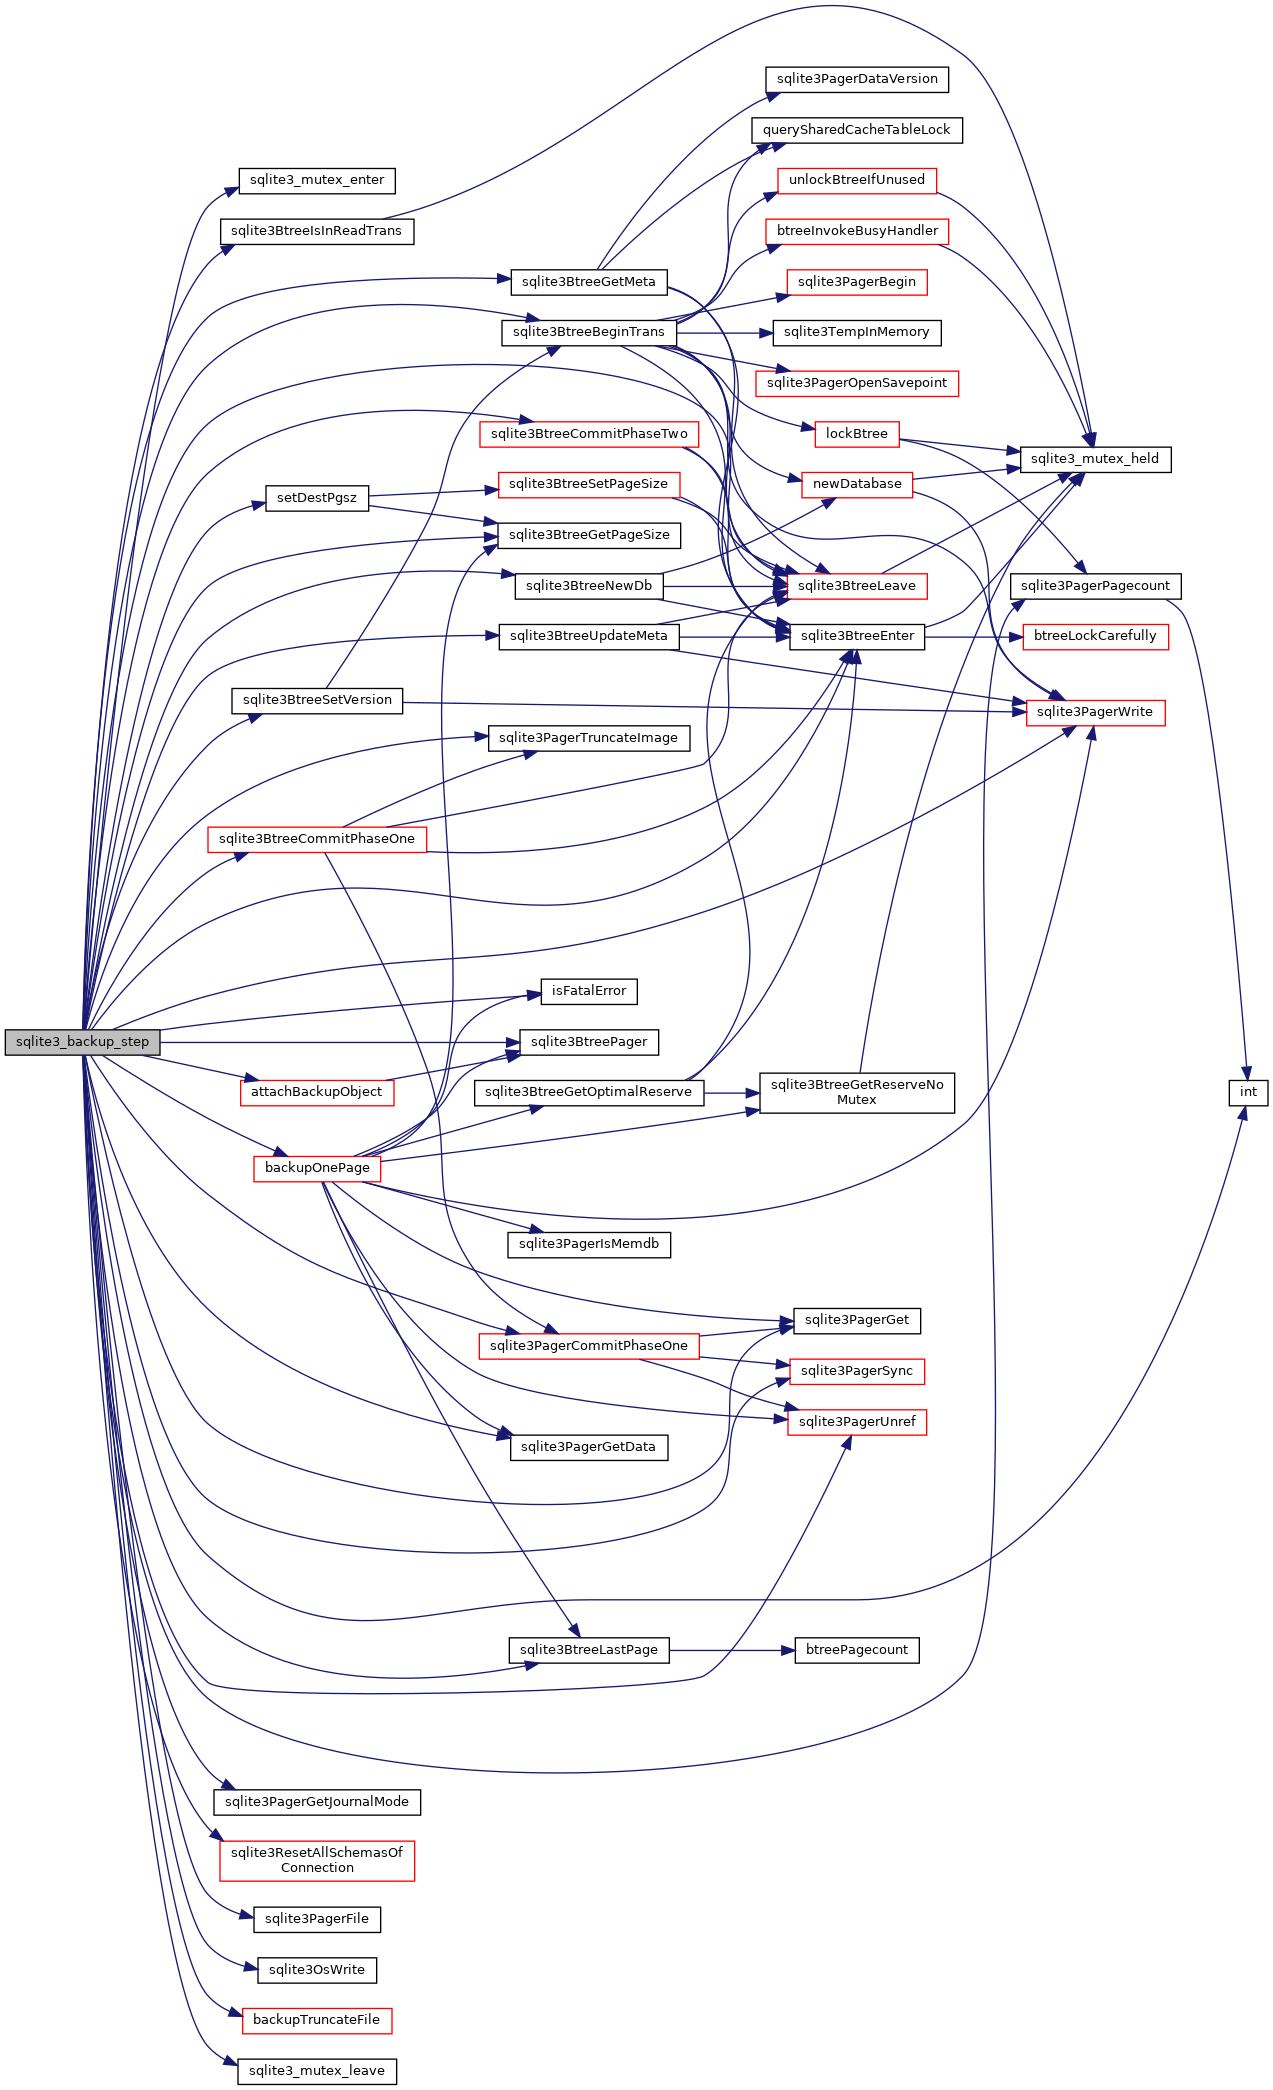 sqlite3PagerDataVersion
querySharedCacheTableLock
sqlite3_mutex_enter
unlockBtreeIfUnused
sqlite3BtreeIsInReadTrans
btreeInvokeBusyHandler
sqlite3BtreeGetMeta
sqlite3PagerBegin
sqlite3BtreeBeginTrans
sqlite3TempInMemory
sqlite3PagerOpenSavepoint
sqlite3BtreeCommitPhaseTwo
lockBtree
sqlite3_mutex_held
sqlite3BtreeSetPageSize
newDatabase
setDestPgsz
sqlite3BtreeGetPageSize
sqlite3BtreeNewDb
sqlite3BtreeLeave
sqlite3PagerPagecount
sqlite3BtreeUpdateMeta
sqlite3BtreeEnter
btreeLockCarefully
sqlite3BtreeSetVersion
sqlite3PagerWrite
sqlite3PagerTruncateImage
sqlite3BtreeCommitPhaseOne
isFatalError
sqlite3_backup_step
sqlite3BtreePager
attachBackupObject
sqlite3BtreeGetOptimalReserve
sqlite3BtreeGetReserveNo
Mutex
int
backupOnePage
sqlite3PagerIsMemdb
sqlite3PagerGet
sqlite3PagerCommitPhaseOne
sqlite3PagerSync
sqlite3PagerUnref
sqlite3PagerGetData
sqlite3BtreeLastPage
btreePagecount
sqlite3PagerGetJournalMode
sqlite3ResetAllSchemasOf
Connection
sqlite3PagerFile
sqlite3OsWrite
backupTruncateFile
sqlite3_mutex_leave